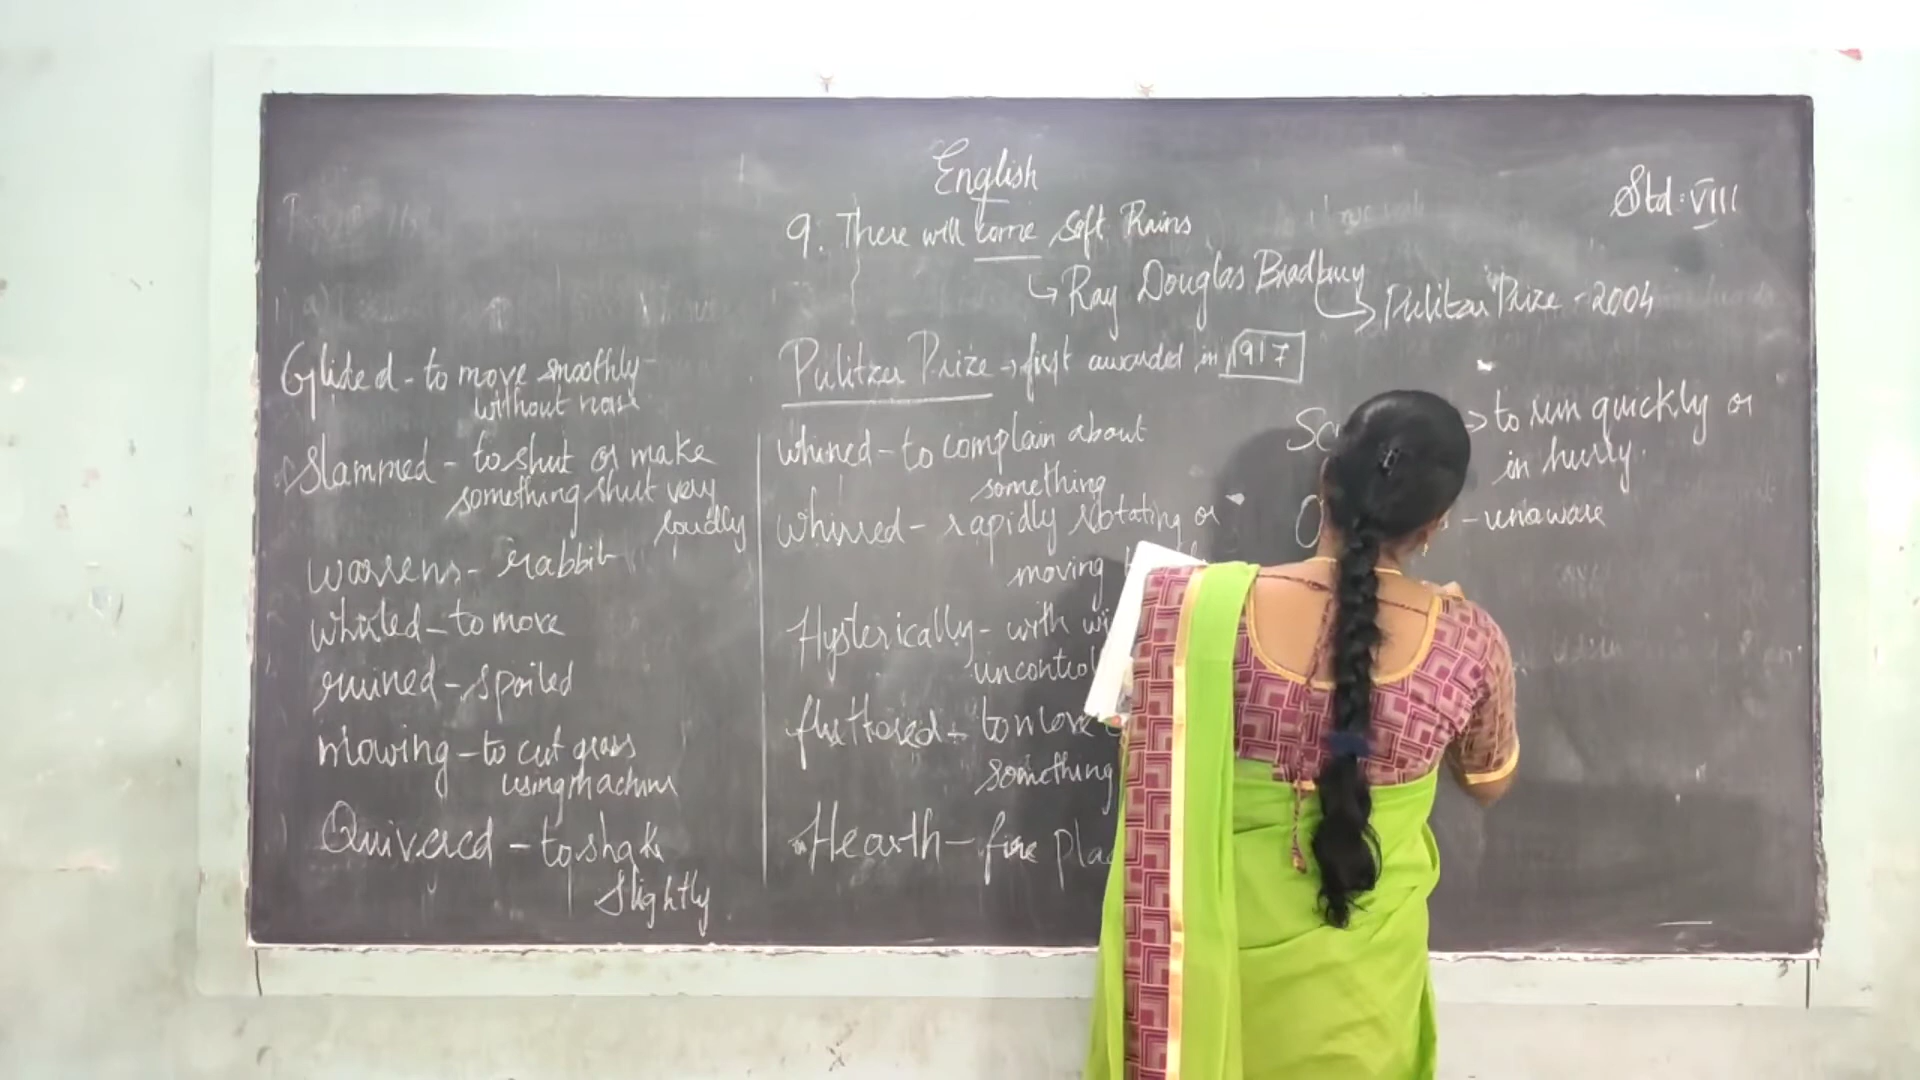 English
Std: VIII
9. There will come soft Rains
Ray Douglas Bradbury
Pulitzer Prize - 2004
Pulitzer Prize → first awarded in 1917
Glided - to move smoothly
without noise
Slammed - to shut or make
something shut very
loudly
warrens - rabbit
whirled - to move
ruined - spoiled
Mowing - to cut grass
using machine
Quivered - to shake
slightly
whined - to complain about
something
whirred - rapidly rotating or
moving
Hysterically - with
fluttered - to move
something
Hearth - fire
→ to run quickly or
in hurry.
- unaware